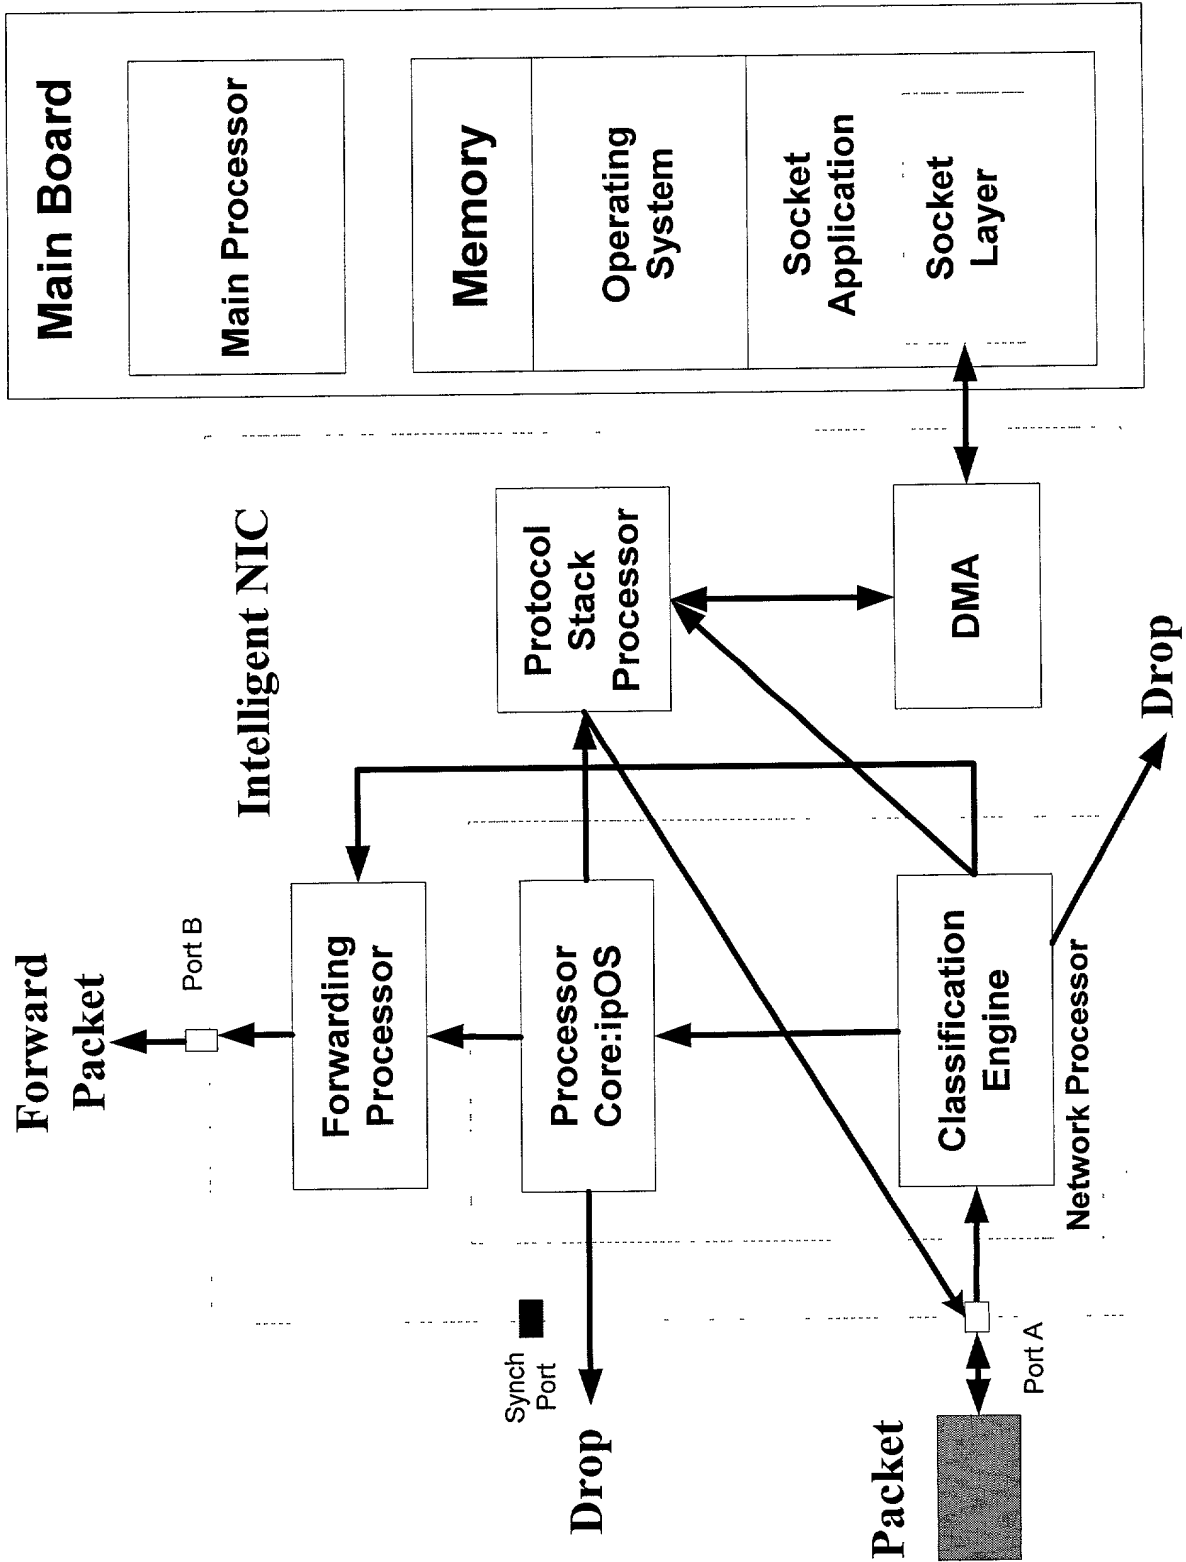 Forward
Packet
Port B
Intelligent NIC
Main Board
Main Processor
Forwarding
Processor
Synch
Port
Drop
Processor
Core:ipOS
Protocol
Stack
Processor
Memory
Operating
System
Socket
Application
Socket
Layer
Packet
Port A
Classification
Engine
Network Processor
DMA
Drop